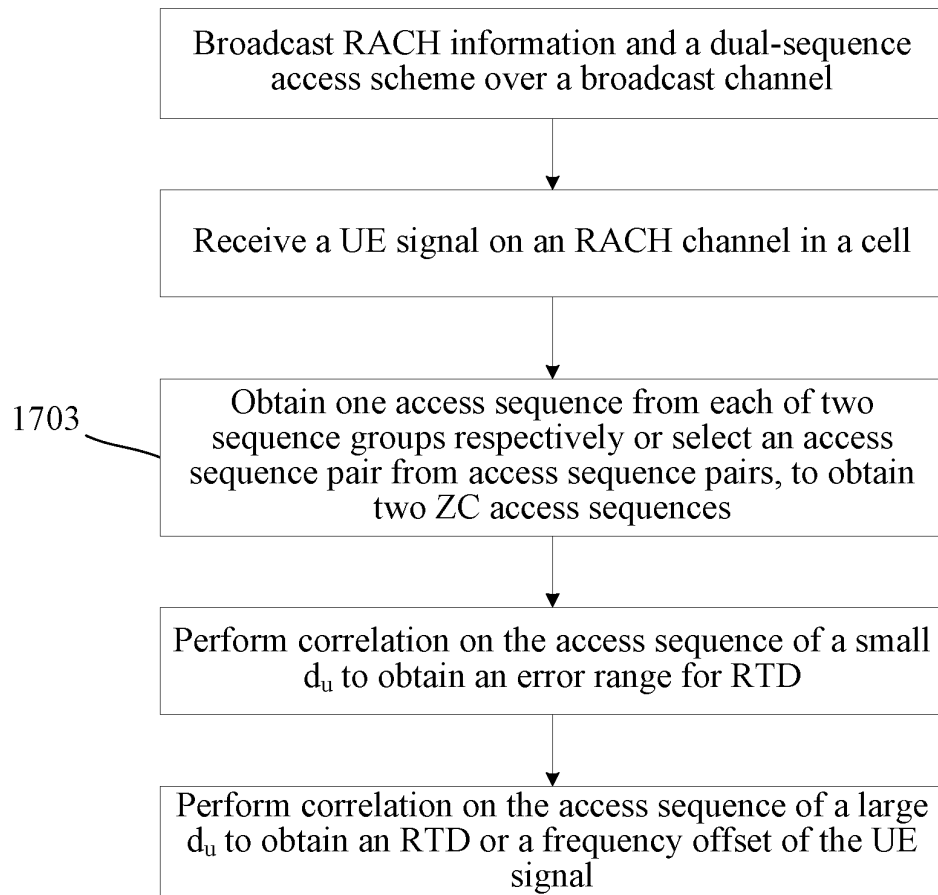 Broadcast RACH information and a dual-sequence
access scheme over a broadcast channel
Receive a UE signal on an RACH channel in a cell
1703
Obtain one access sequence from each of two
sequence groups respectively or select an access
sequence pair from access sequence pairs, to obtain
two ZC access sequences
Perform correlation on the access sequence of a small
dᵤ to obtain an error range for RTD
Perform correlation on the access sequence of a large
dᵤ to obtain an RTD or a frequency offset of the UE
signal